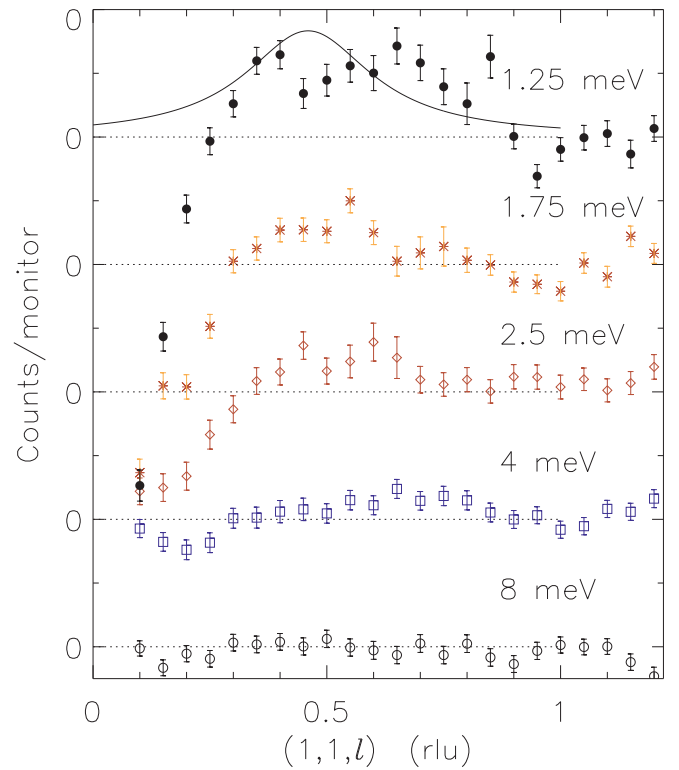 0
1.25 meV
0
1.75 meV
0
2.5 meV
0
4 meV
0
8 meV
0
Counts/monitor
0 0.5 1
(1,1,l) (rlu)